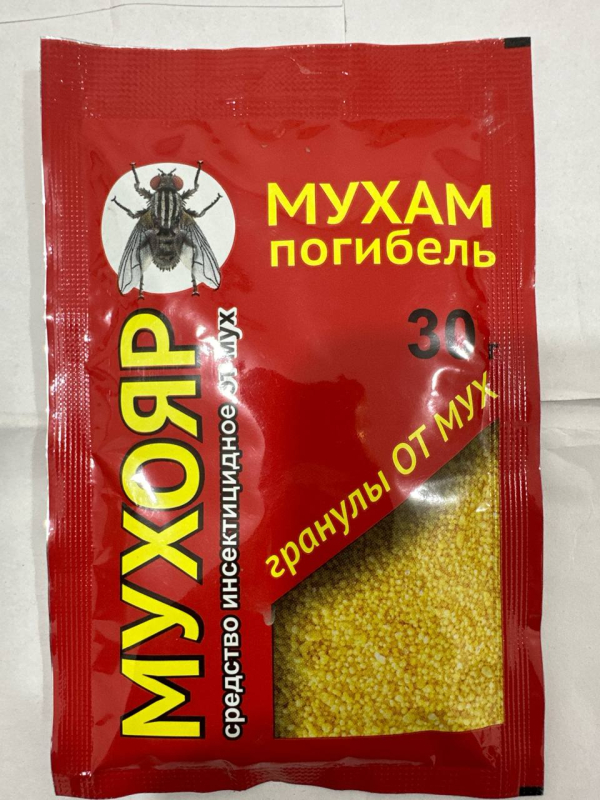 МУХАМ
погибель
30 г
гранулы ОТ МУХ
МУХОЯР
средство инсектицидное от мух